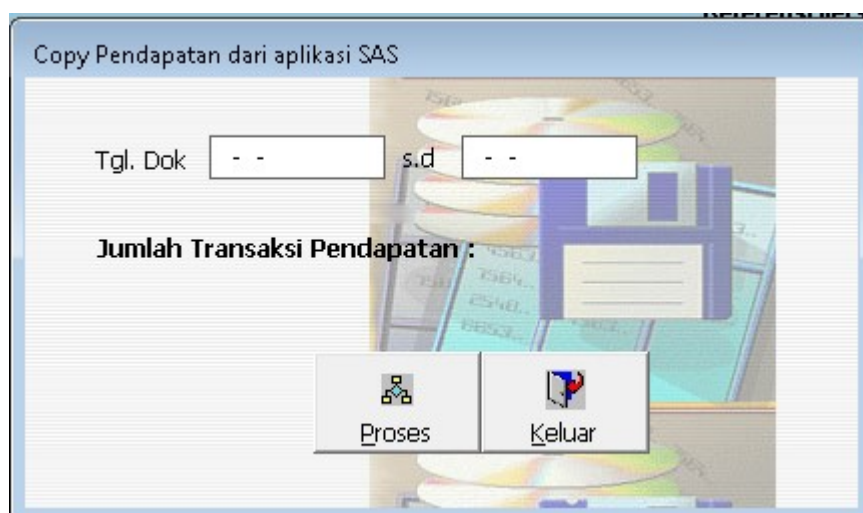 Copy Pendapatan dari aplikasi SAS
Tgl. Dok - - s.d - -
Jumlah Transaksi Pendapatan :
Proses Keluar